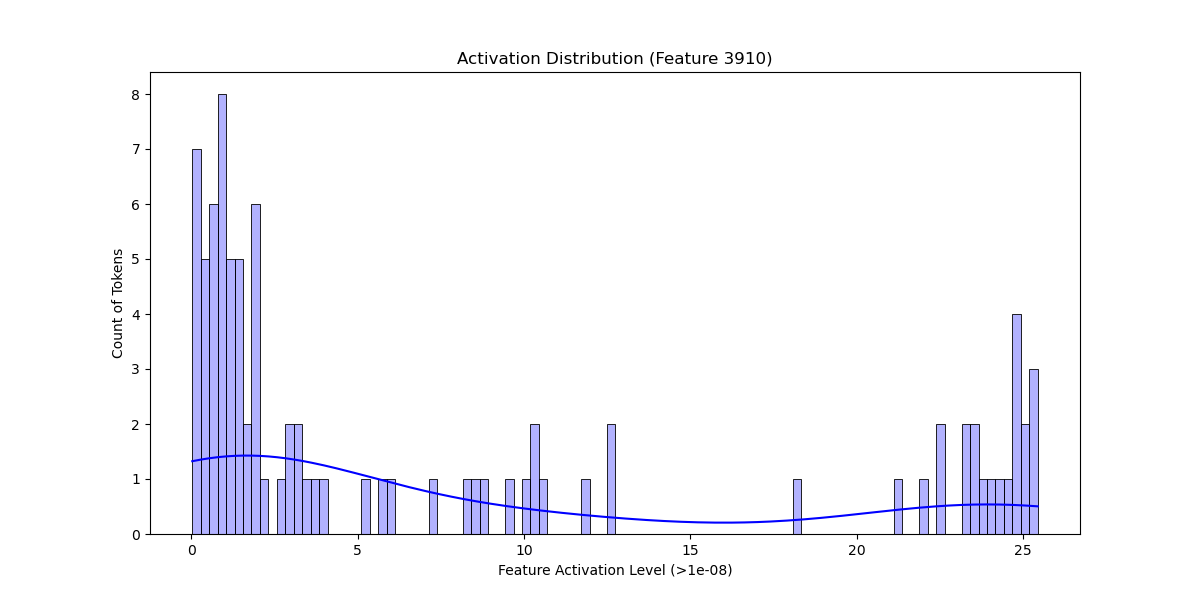 Activation Distribution (Feature 3910)
8
7
6
5
4
3
2
1
0
Count of Tokens
0 5 10 15 20 25
Feature Activation Level (>1e-08)